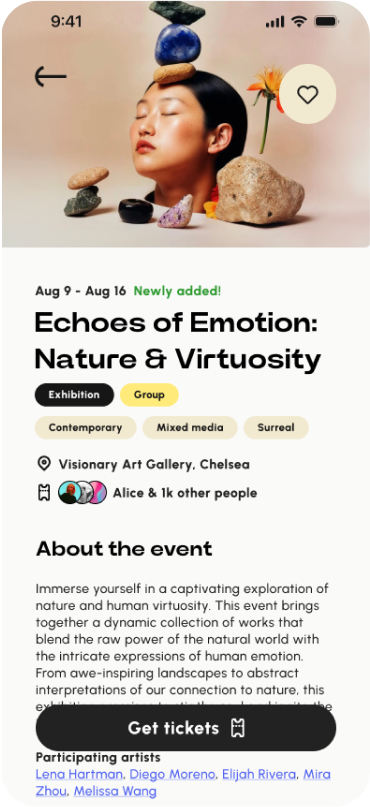 9:41
Aug 9 - Aug 16 Newly added!
Echoes of Emotion:
Nature & Virtuosity
Exhibition Group
Contemporary Mixed media Surreal
Visionary Art Gallery, Chelsea
Alice & 1k other people
About the event
Immerse yourself in a captivating exploration of
nature and human virtuosity. This event brings
together a dynamic collection of works that
blend the raw power of the natural world with
the intricate expressions of human emotion.
From awe-inspiring landscapes to abstract
interpretations of our connection to nature, this
Get tickets
Participating artists
Lena Hartman, Diego Moreno, Elijah Rivera, Mira
Zhou, Melissa Wang